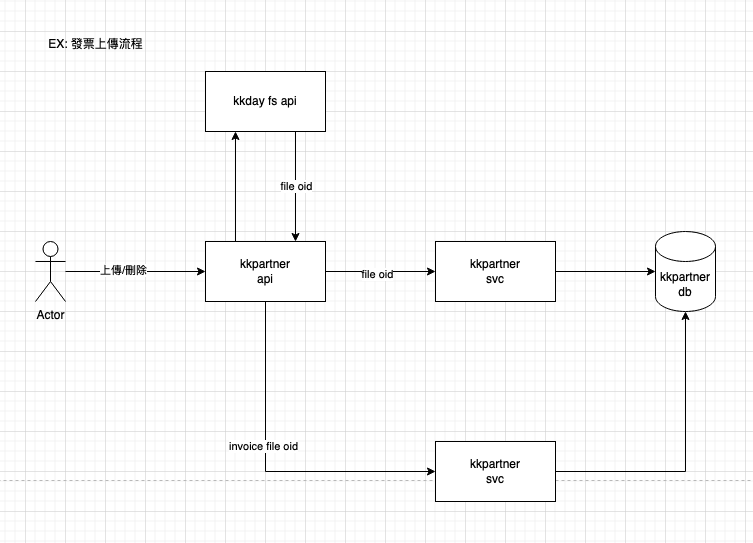 EX: 發票上傳流程
kkday fs api
file oid
上傳/刪除
kkpartner
api
file oid
kkpartner
svc
kkpartner
db
Actor
invoice file oid
kkpartner
svc